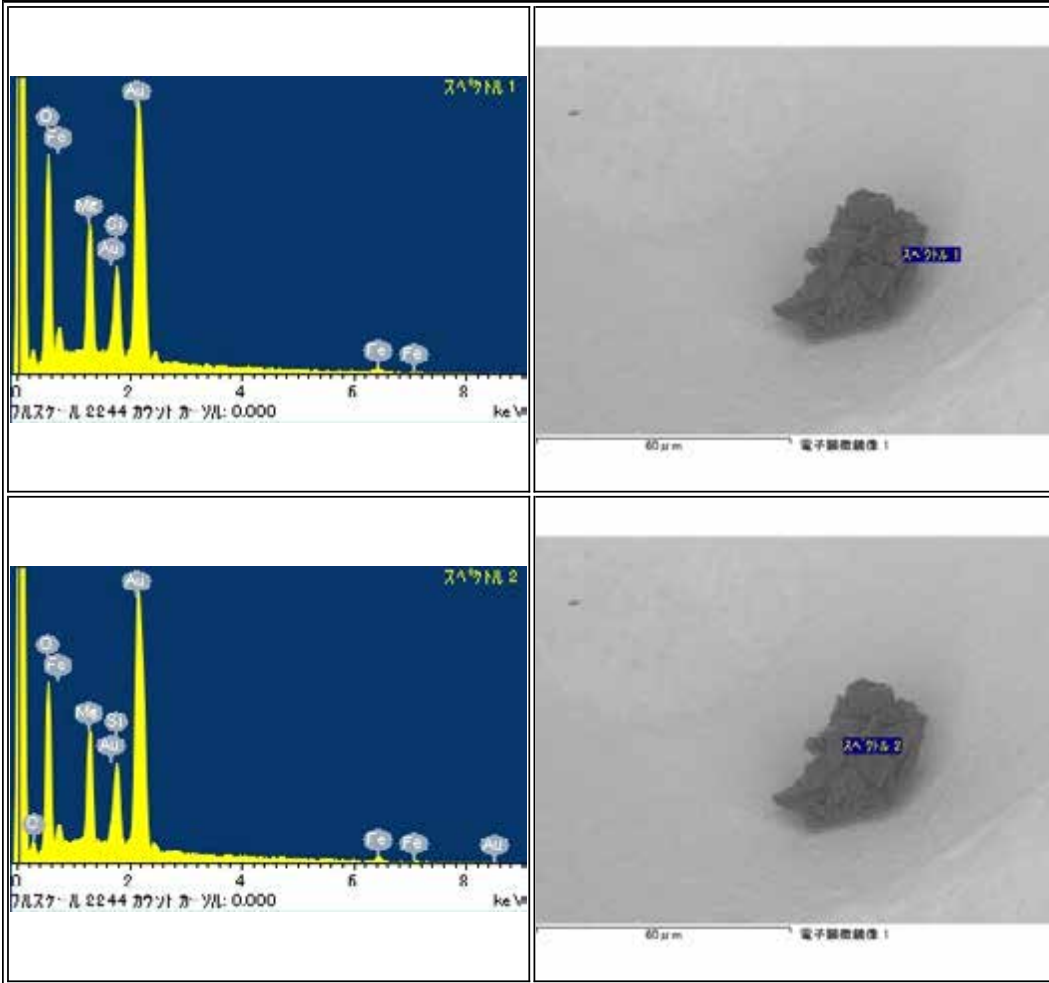 スペクトル 1
Au
O
Fe
Mg
Si
Au
Fe
Fe
0 2 4 6 8
フルスケール 2244 カウント カーソル: 0.000 keV
スペクトル 1
60μm 電子顕微鏡像 1
スペクトル 2
Au
O
Fe
Mg
Si
Au
C
Fe
Fe
Au
0 2 4 6 8
フルスケール 2244 カウント カーソル: 0.000 keV
スペクトル 2
60μm 電子顕微鏡像 1